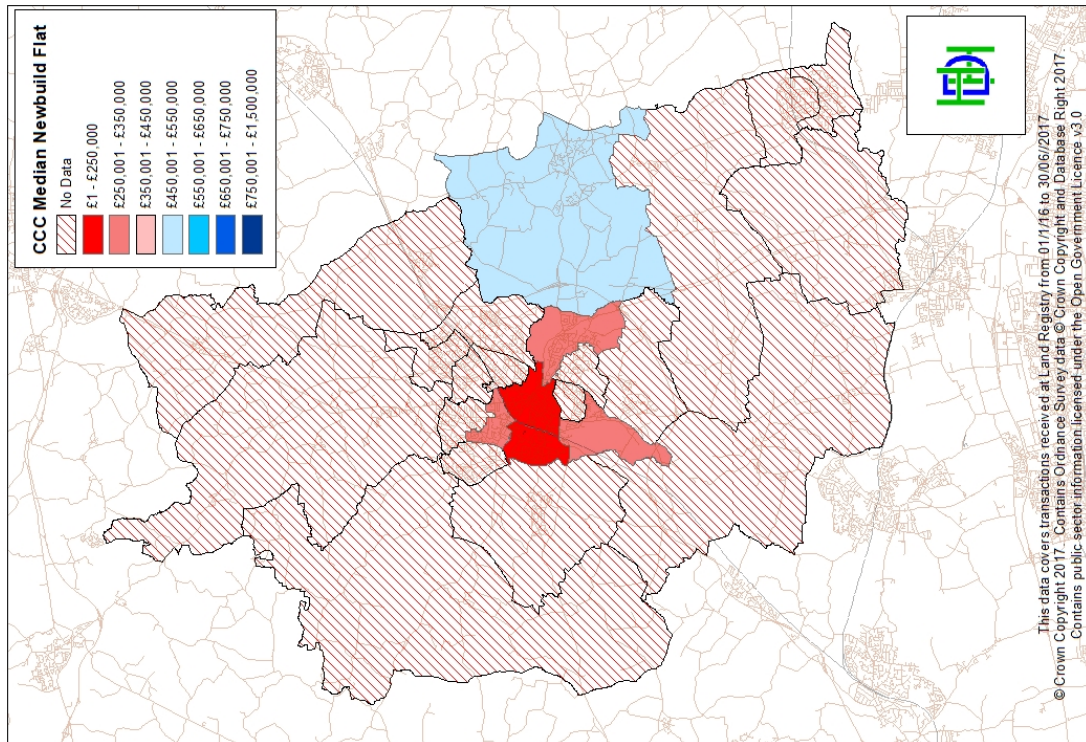 CCC Median Newbuild Flat
No Data
£1 - £250,000
£250,001 - £350,000
£350,001 - £450,000
£450,001 - £550,000
£550,001 - £650,000
£650,001 - £750,000
£750,001 - £1,500,000
This data covers transactions received at Land Registry from 01/1/16 to 30/06//2017
© Crown Copyright 2017. Contains Ordnance Survey data © Crown Copyright and Database Right 2017.
Contains public sector information licensed under the Open Government Licence v3.0